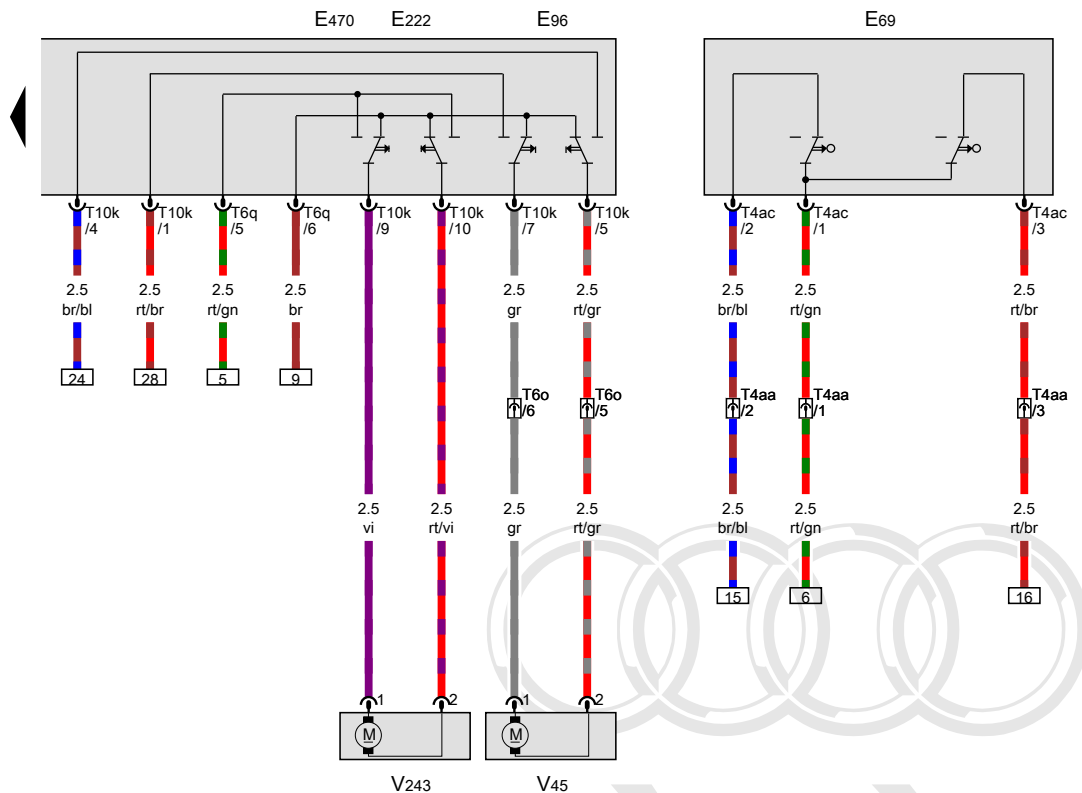 E470 E222 E96 E69
T10k /4
T10k /1
T6q /5
T6q /6
T10k /9
T10k /10
T10k /7
T10k /5
T4ac /2
T4ac /1
T4ac /3
2.5 2.5 2.5 2.5 2.5 2.5 2.5 2.5 2.5
br/bl rt/br rt/gn br gr rt/gr br/bl rt/gn rt/br
24 28 5 9
T6o /6
T6o /5
T4aa /2
T4aa /1
T4aa /3
2.5 2.5 2.5 2.5 2.5 2.5 2.5
vi rt/vi gr rt/gr br/bl rt/gn rt/br
15 6 16
1 2 1 2
M M
V243 V45